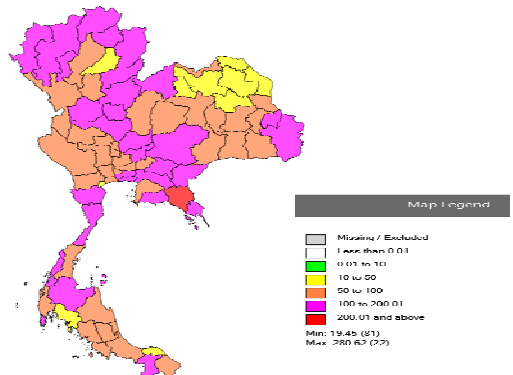 Map Legend
Missing / Excluded
Less than 0.01
0.01 to 10
10 to 50
50 to 100
100 to 200.01
200.01 and above
Min: 19.45 (81)
Max: 280.62 (22)